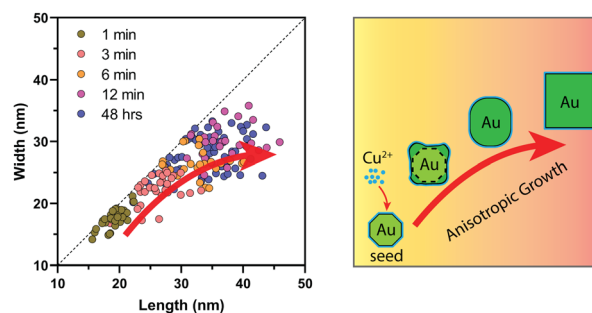 50
40
30
20
10
Width (nm)
1 min
3 min
6 min
12 min
48 hrs
10 20 30 40 50
Length (nm)
Cu²⁺
Au
seed
Au
Au
Au
Anisotropic Growth